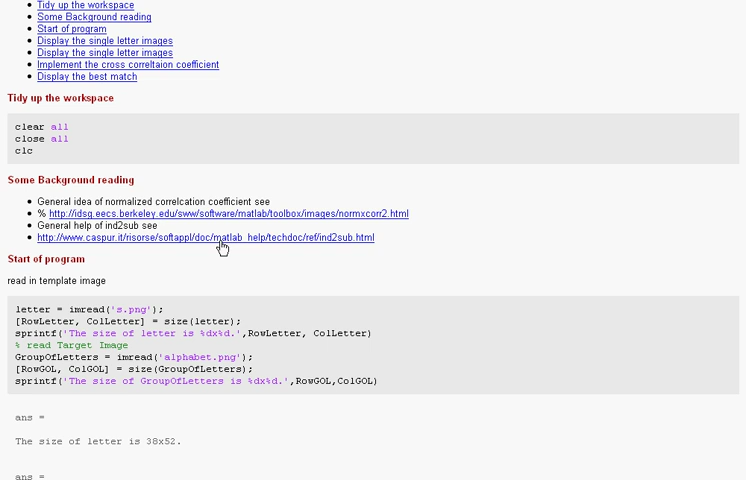 Tidy up the workspace
Some Background reading
Start of program
Display the single letter images
Display the single letter images
Implement the cross correltaion coefficient
Display the best match
Tidy up the workspace
clear all
close all
clc
Some Background reading
General idea of normalized correlcation coefficient see
% http://idsg.eecs.berkeley.edu/sww/software/matlab/toolbox/images/normxcorr2.html
General help of ind2sub see
http://www.caspur.it/risorse/softappl/doc/matlab_help/techdoc/ref/ind2sub.html
Start of program
read in template image
letter = imread('s.png');
[RowLetter, ColLetter] = size(letter);
sprintf('The size of letter is %dx%d.',RowLetter, ColLetter)
% read Target Image
GroupOfLetters = imread('alphabet.png');
[RowGOL, ColGOL] = size(GroupOfLetters);
sprintf('The size of GroupOfLetters is %dx%d.',RowGOL,ColGOL)
ans =
The size of letter is 38x52.
ans =